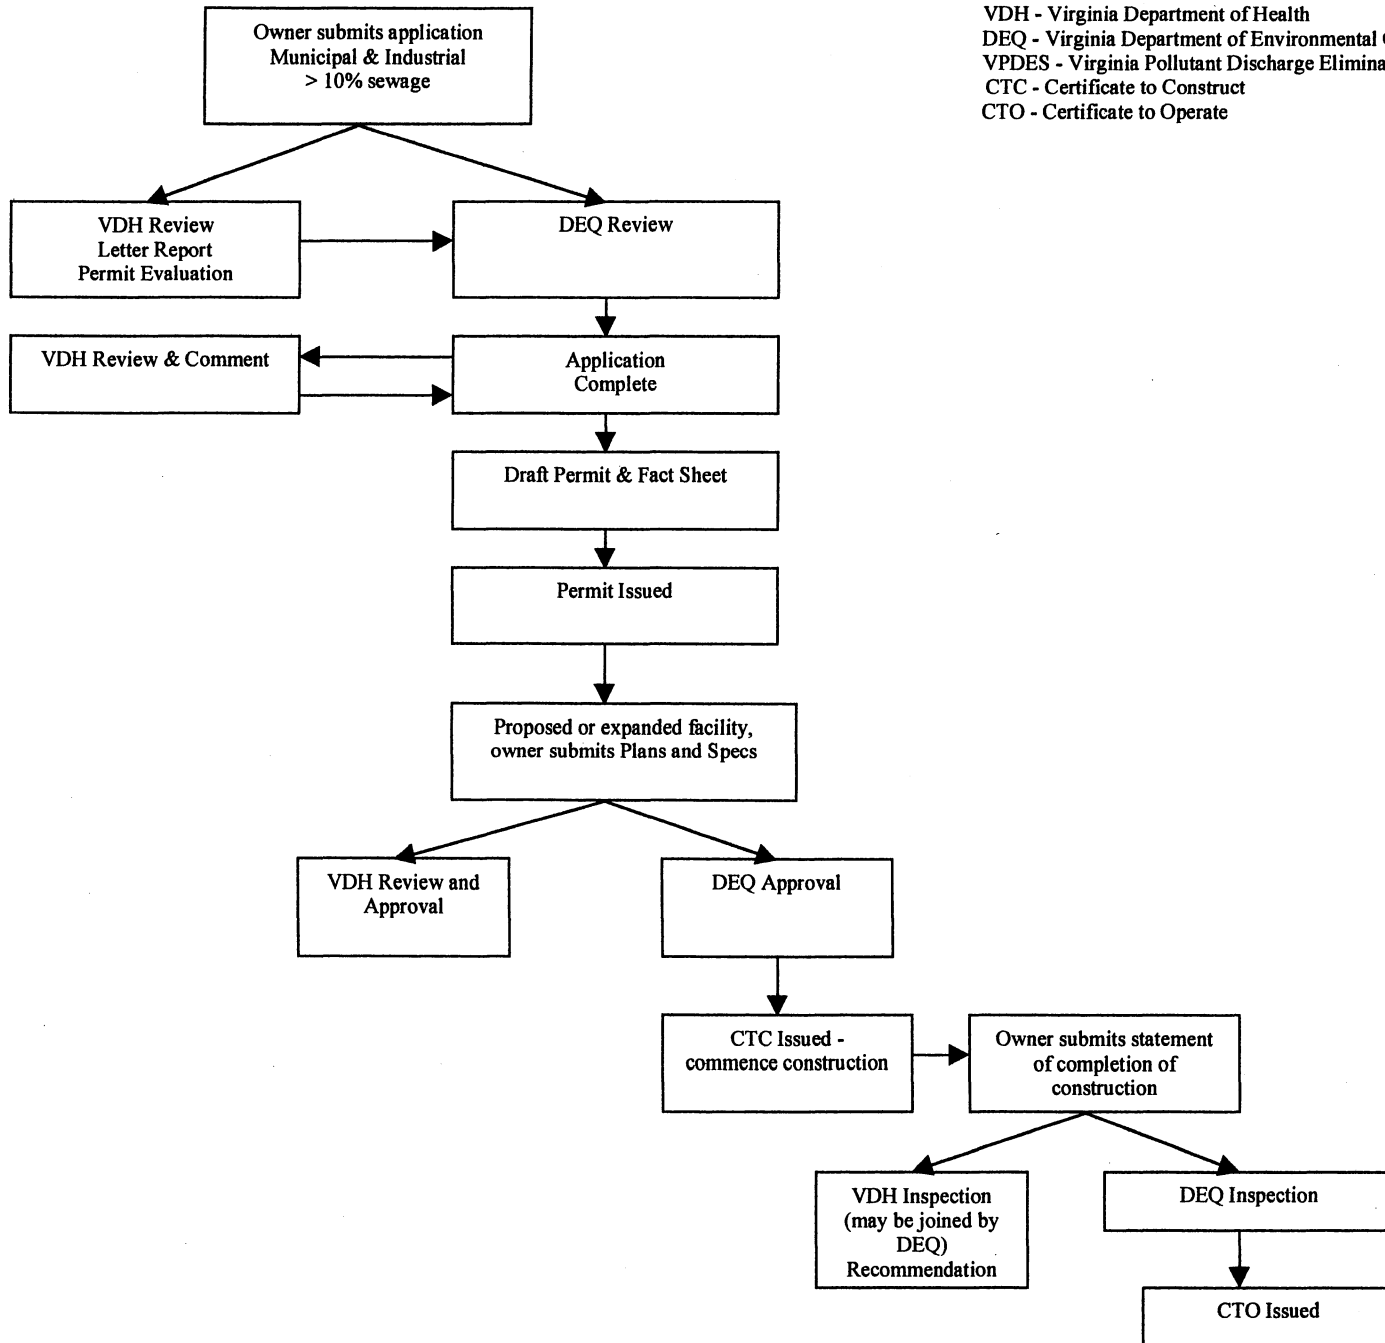 VDH - Virginia Department of Health
DEQ - Virginia Department of Environmental
VPDES - Virginia Pollutant Discharge
CTC - Certificate to Construct
CTO - Certificate to Operate
Owner submits application
Municipal & Industrial
> 10% sewage
VDH Review
Letter Report
Permit Evaluation
DEQ Review
VDH Review & Comment
Application
Complete
Draft Permit & Fact Sheet
Permit Issued
Proposed or expanded facility,
owner submits Plans and Specs
VDH Review and
Approval
DEQ Approval
CTC Issued -
commence construction
Owner submits statement
of completion of
construction
VDH Inspection
(may be joined by
DEQ)
Recommendation
DEQ Inspection
CTO Issued